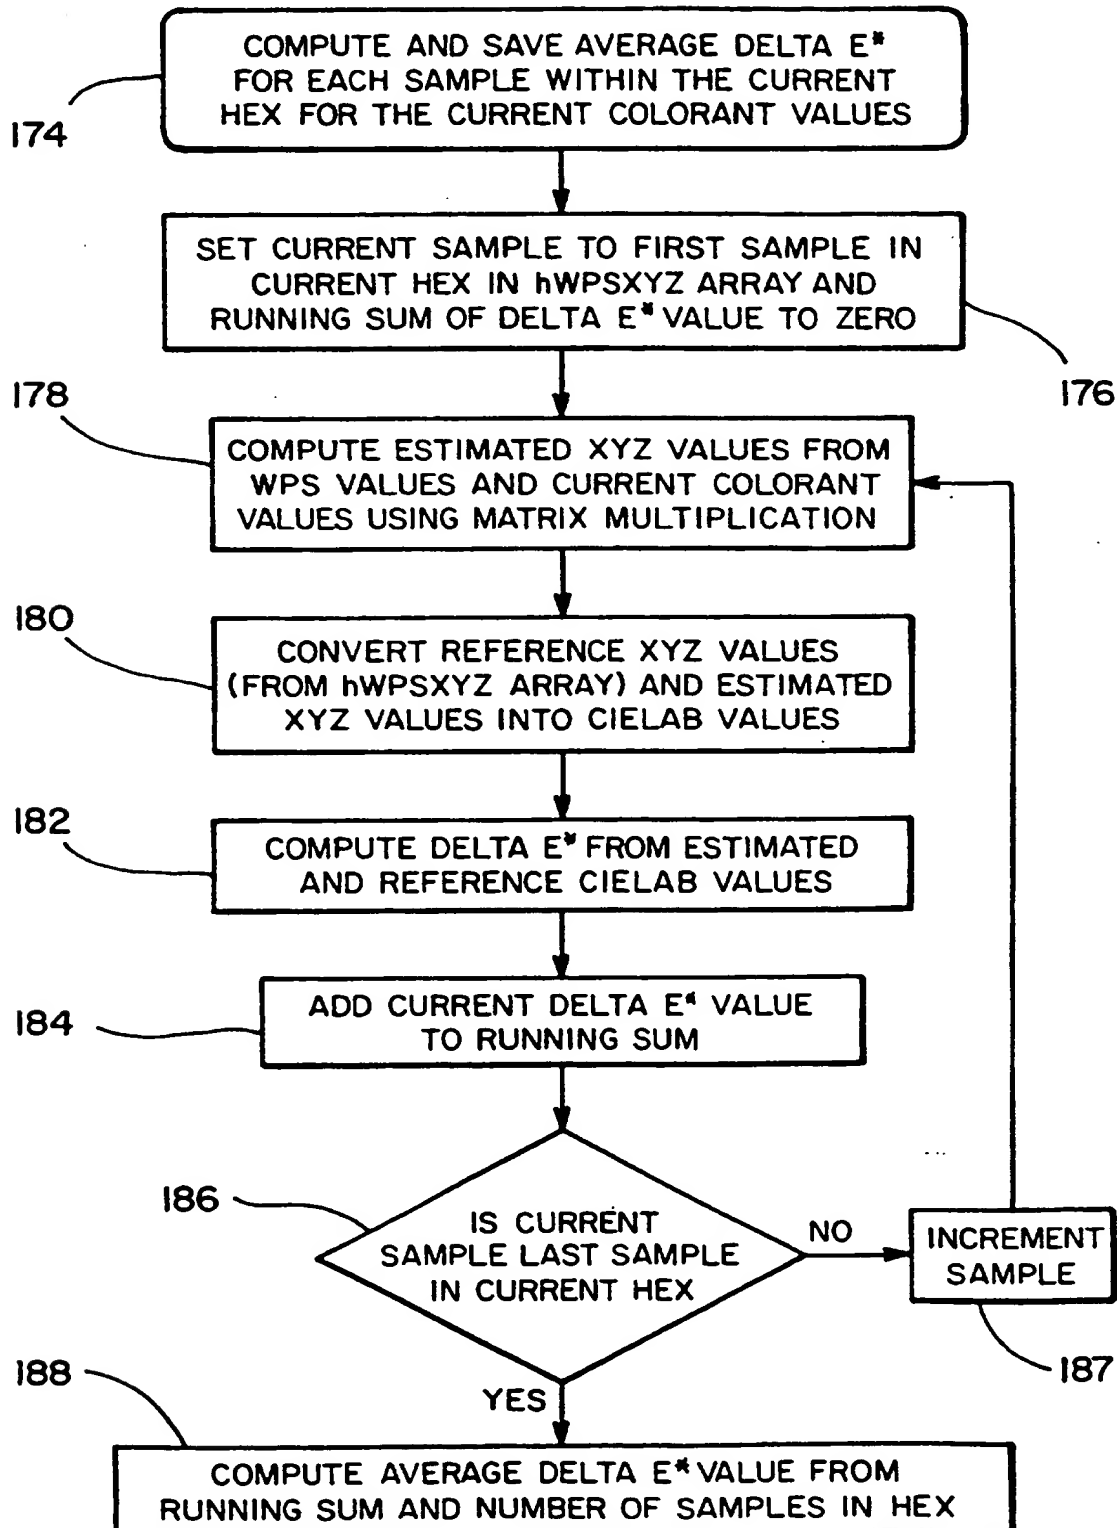 COMPUTE AND SAVE AVERAGE DELTA E*
FOR EACH SAMPLE WITHIN THE CURRENT
HEX FOR THE CURRENT COLORANT VALUES
174
SET CURRENT SAMPLE TO FIRST SAMPLE IN
CURRENT HEX IN hWPSXYZ ARRAY AND
RUNNING SUM OF DELTA E* VALUE TO ZERO
176
178
COMPUTE ESTIMATED XYZ VALUES FROM
WPS VALUES AND CURRENT COLORANT
VALUES USING MATRIX MULTIPLICATION
180
CONVERT REFERENCE XYZ VALUES
(FROM hWPSXYZ ARRAY) AND ESTIMATED
XYZ VALUES INTO CIELAB VALUES
182
COMPUTE DELTA E* FROM ESTIMATED
AND REFERENCE CIELAB VALUES
184
ADD CURRENT DELTA E* VALUE
TO RUNNING SUM
186
IS CURRENT
SAMPLE LAST SAMPLE
IN CURRENT HEX
NO
INCREMENT
SAMPLE
187
YES
188
COMPUTE AVERAGE DELTA E* VALUE FROM
RUNNING SUM AND NUMBER OF SAMPLES IN HEX